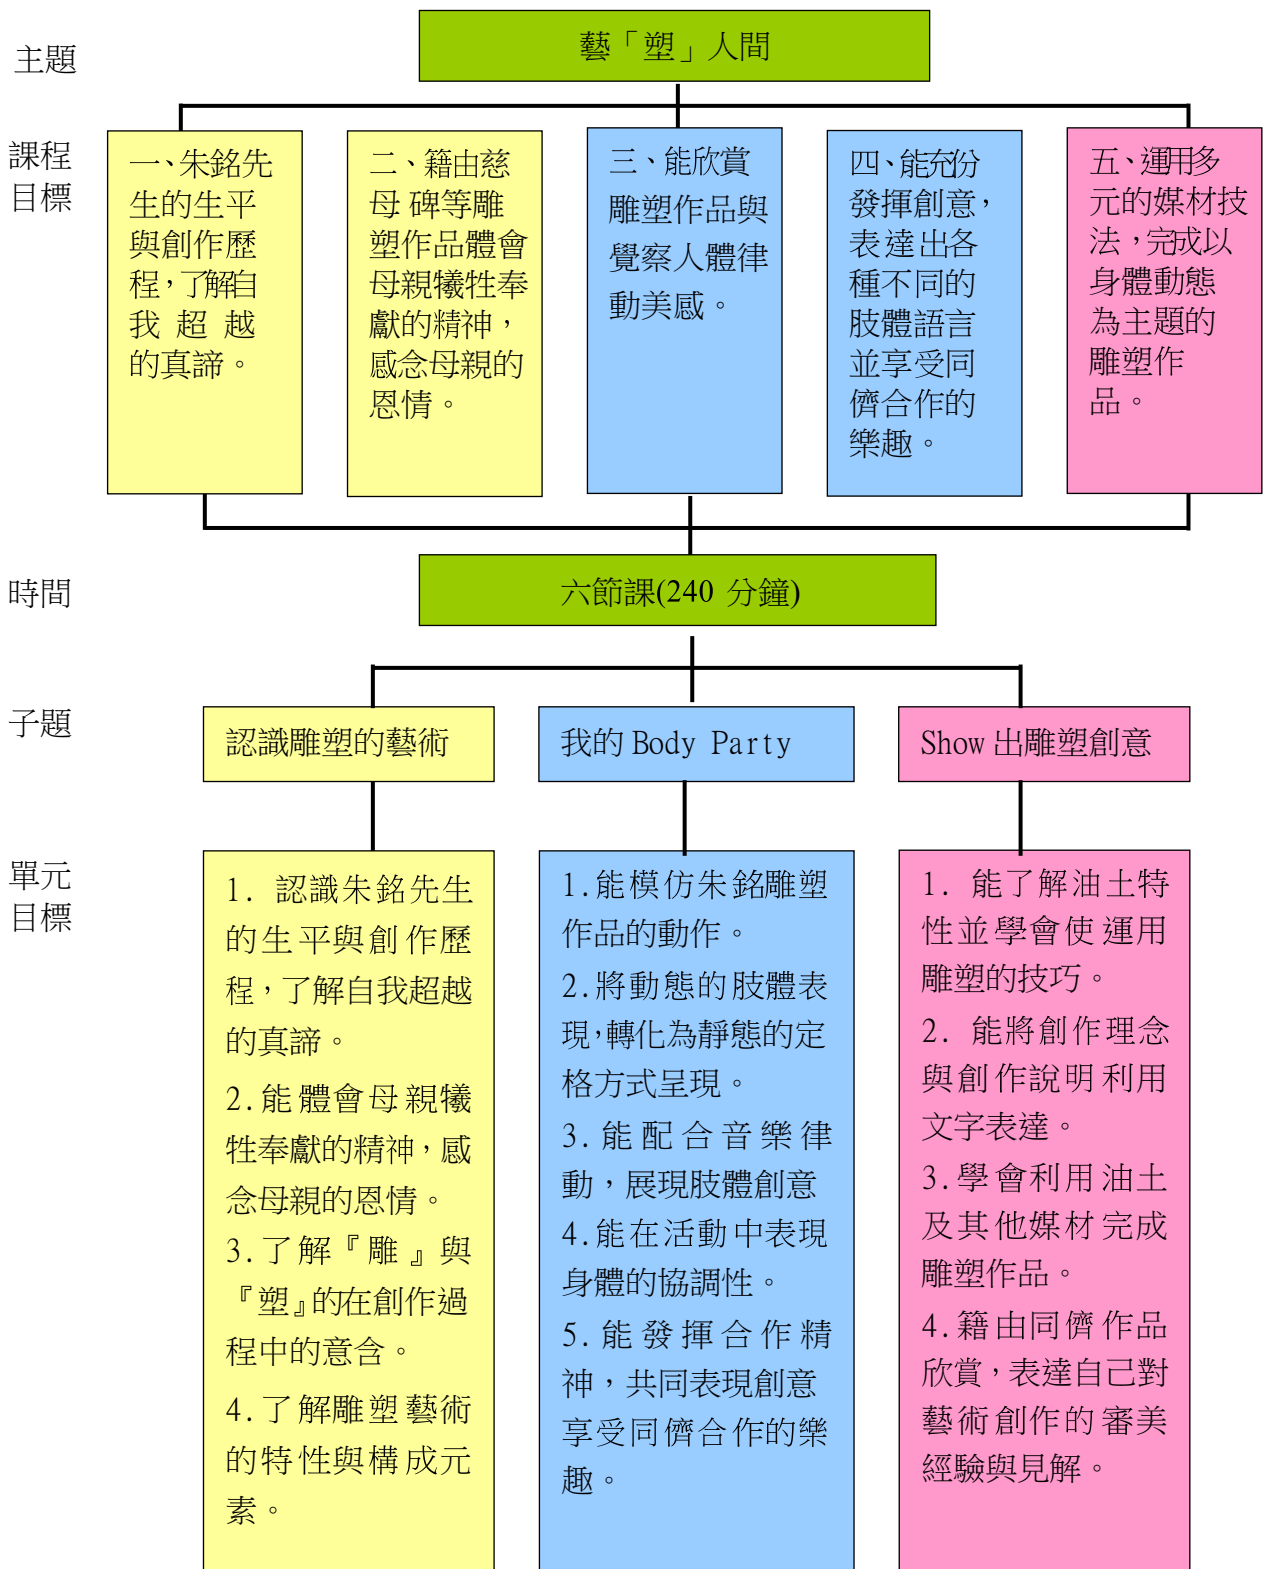 主題
藝「塑」人間
課程
目標
一、朱銘先
生的生平
與創作歷
程，了解自
我 超 越
的真諦。
二、籍由慈
母 碑等雕
塑作品體會
母親犧牲奉
獻的精神，
感念母親的
恩情。
三、能欣賞
雕塑作品與
覺察人體律
動美感。
四、能充份
發揮創意，
表達出各
種不同的
肢體語言
並享受同
儕合作的
樂趣。
五、運用多
元的媒材技
法，完成以
身體動態
為主題的
雕塑作
品。
時間
六節課(240 分鐘)
子題
認識雕塑的藝術
我的 Body Party
Show 出雕塑創意
單元
目標
1. 認識朱銘先生
的生平與創作歷
程，了解自我超越
的真諦。
2.能體會母親犧
牲奉獻的精神，感
念母親的恩情。
3.了解『雕』與
『塑』的在創作過
程中的意含。
4.了解雕塑藝術
的特性與構成元
素。
1.能模仿朱銘雕塑
作品的動作。
2.將動態的肢體表
現，轉化為靜態的定
格方式呈現。
3.能配合音樂律
動，展現肢體創意
4.能在活動中表現
身體的協調性。
5.能發揮合作精
神，共同表現創意
享受同儕合作的樂
趣。
1. 能了解油土特
性並學會使運用
雕塑的技巧。
2. 能將創作理念
與創作說明利用
文字表達。
3.學會利用油土
及其他媒材完成
雕塑作品。
4.籍由同儕作品
欣賞，表達自己對
藝術創作的審美
經驗與見解。